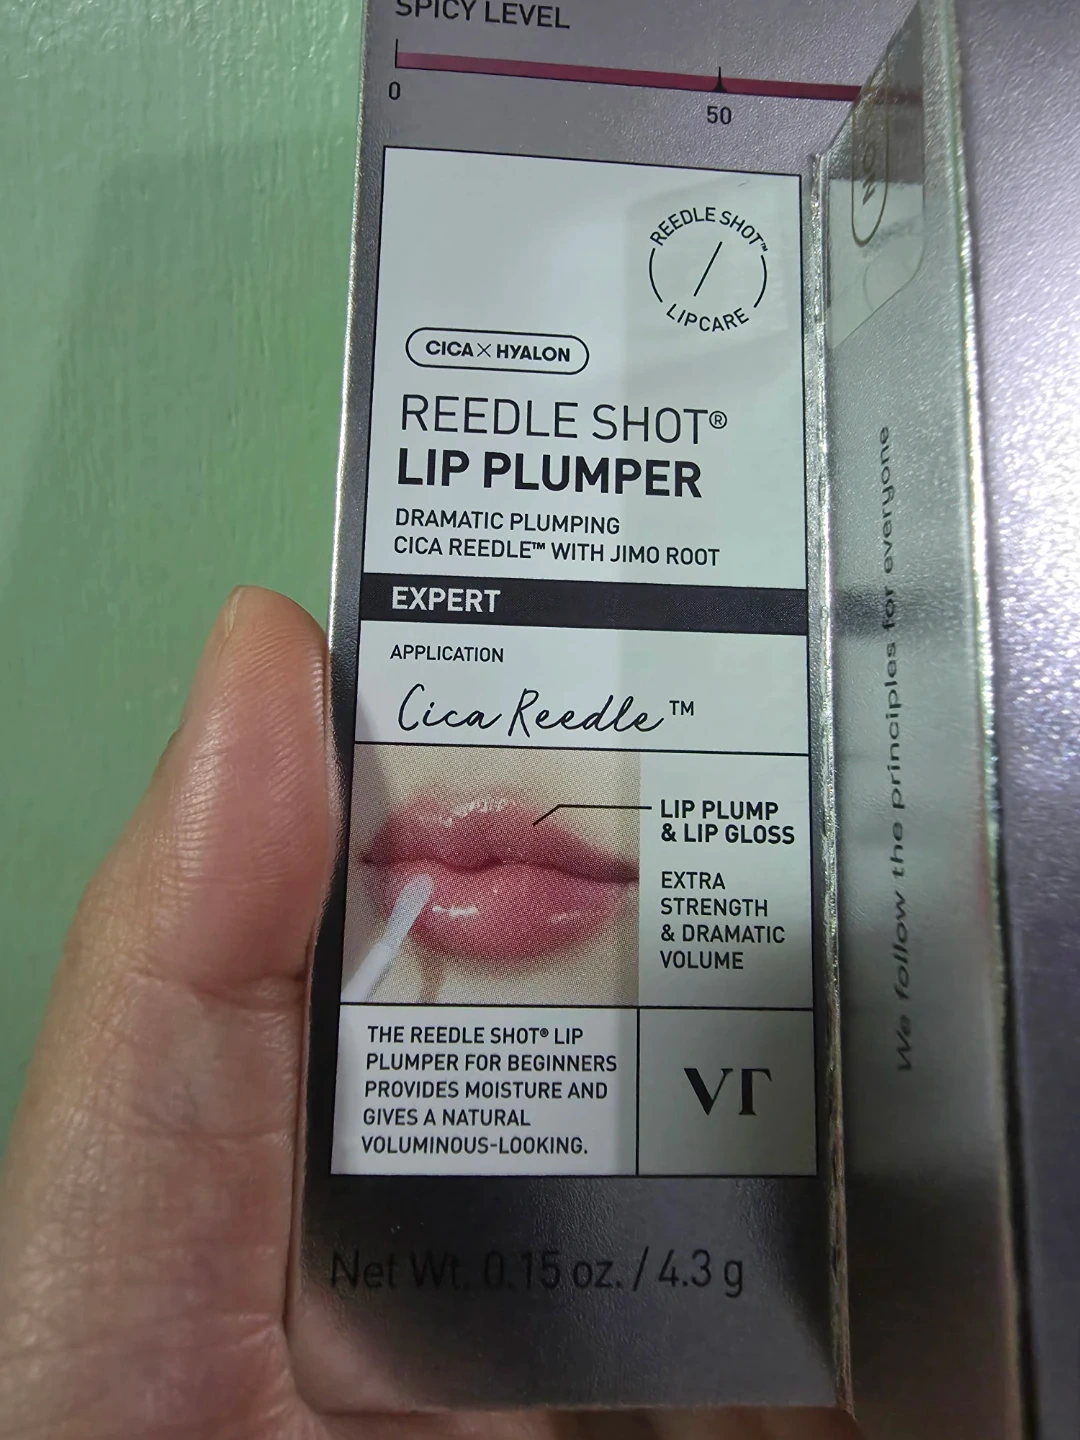 SPICY LEVEL
0
50
REEDLE SHOT™
LIPCARE
CICA×HYALON
REEDLE SHOT®
LIP PLUMPER
DRAMATIC PLUMPING
CICA REEDLE™ WITH JIMO ROOT
EXPERT
APPLICATION
Cica Reedle™
LIP PLUMP
& LIP GLOSS
EXTRA
STRENGTH
& DRAMATIC
VOLUME
THE REEDLE SHOT® LIP
PLUMPER FOR BEGINNERS
PROVIDES MOISTURE AND
GIVES A NATURAL
VOLUMINOUS-LOOKING.
VT
Net Wt. 0.15 oz. / 4.3 g
We follow the principles for everyone